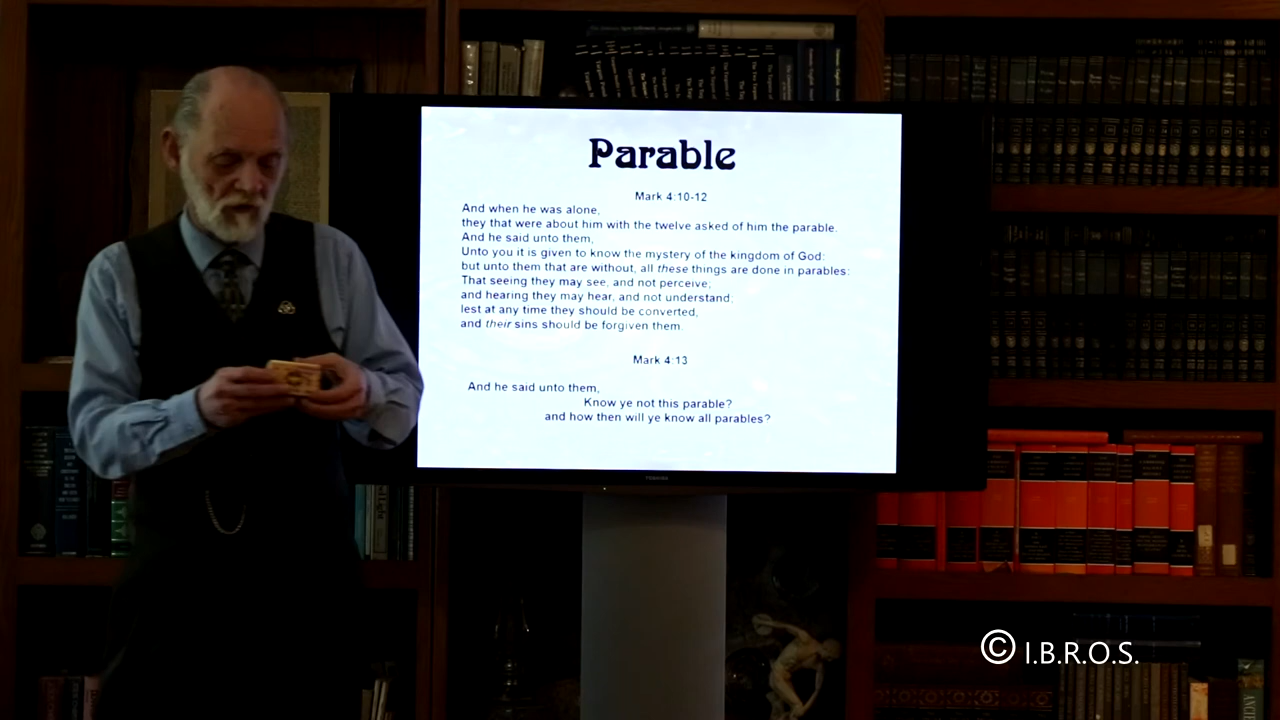 Parable
Mark 4:10-12
And when he was alone,
they that were about him with the twelve asked of him the parable.
And he said unto them,
Unto you it is given to know the mystery of the kingdom of God:
but unto them that are without, all these things are done in parables:
That seeing they may see, and not perceive;
and hearing they may hear, and not understand;
lest at any time they should be converted,
and their sins should be forgiven them.
Mark 4:13
And he said unto them,
Know ye not this parable?
and how then will ye know all parables?
TOSHIBA
© I.B.R.O.S.